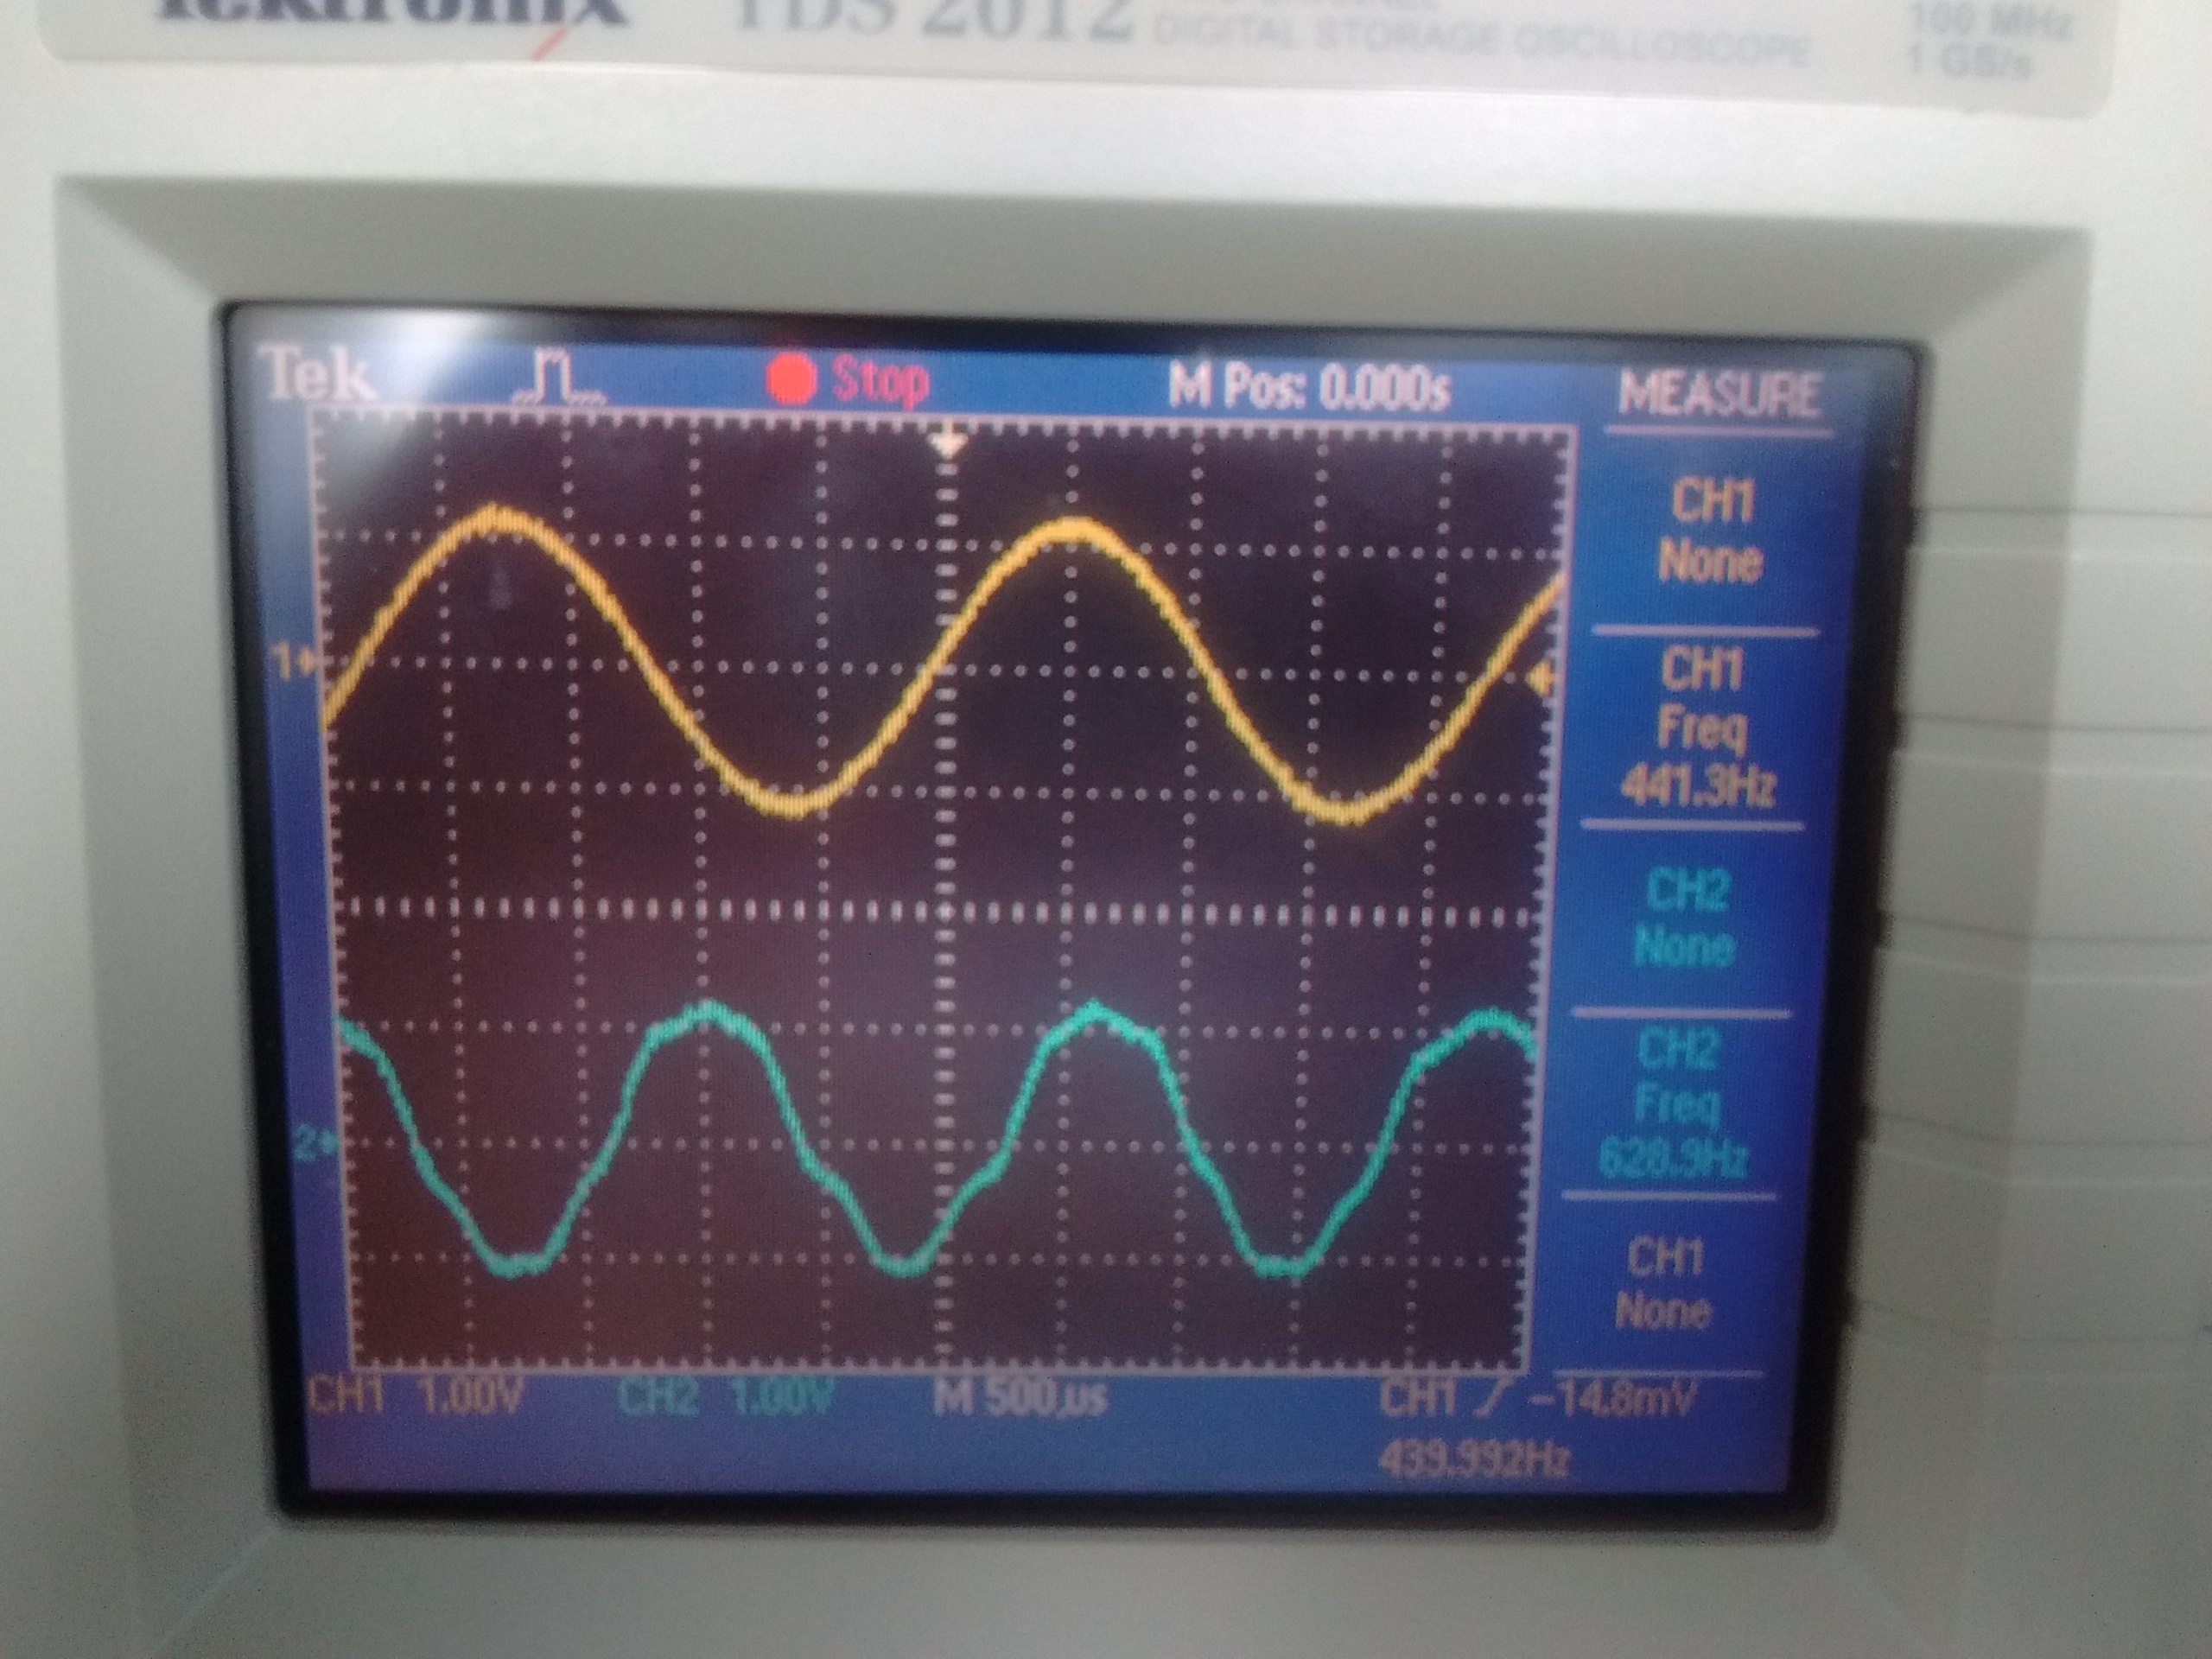 Tektronix TDS 2012
DIGITAL STORAGE OSCILLOSCOPE
100 MHz
1 GS/s
Tek Stop M Pos: 0.000s MEASURE
CH1
None
1
CH1
Freq
441.3Hz
CH2
None
2
CH2
Freq
628.9Hz
CH1
None
CH1 1.00V CH2 1.00V M 500µs CH1 -14.8mV
439.992Hz